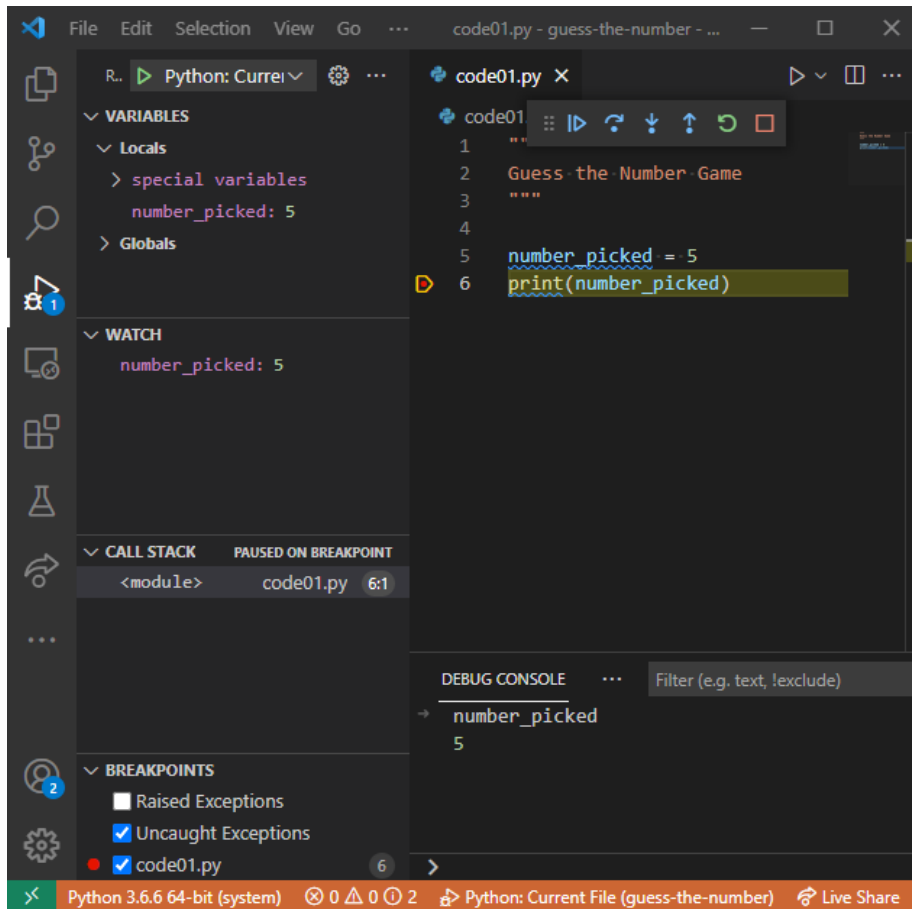 File Edit Selection View Go ··· code01.py - guess-the-number - ...
R.. Python: Curre ···
code01.py
VARIABLES
Locals
special variables
number_picked: 5
Globals
WATCH
number_picked: 5
CALL STACK PAUSED ON BREAKPOINT
<module> code01.py 6:1
BREAKPOINTS
Raised Exceptions
Uncaught Exceptions
code01.py 6
1
2
code01.
1 ""
2 Guess·the·Number·Game
3 """
4
5 number_picked·=·5
6 print(number_picked)
DEBUG CONSOLE ··· Filter (e.g. text, !exclude)
number_picked
5
Python 3.6.6 64-bit (system) 0 0 2 Python: Current File (guess-the-number) Live Share